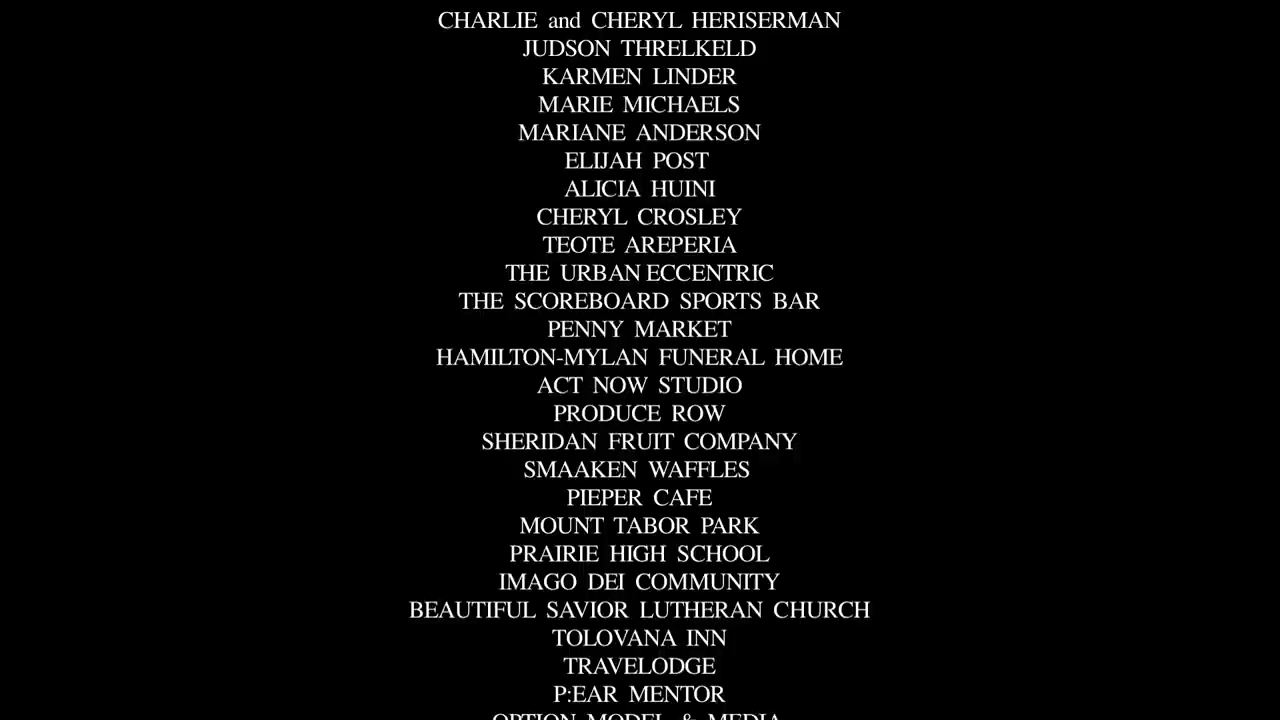 CHARLIE and CHERYL HERISERMAN
JUDSON THRELKELD
KARMEN LINDER
MARIE MICHAELS
MARIANE ANDERSON
ELIJAH POST
ALICIA HUINI
CHERYL CROSLEY
TEOTE AREPERIA
THE URBAN ECCENTRIC
THE SCOREBOARD SPORTS BAR
PENNY MARKET
HAMILTON-MYLAN FUNERAL HOME
ACT NOW STUDIO
PRODUCE ROW
SHERIDAN FRUIT COMPANY
SMAAKEN WAFFLES
PIEPER CAFE
MOUNT TABOR PARK
PRAIRIE HIGH SCHOOL
IMAGO DEI COMMUNITY
BEAUTIFUL SAVIOR LUTHERAN CHURCH
TOLOVANA INN
TRAVELODGE
P:EAR MENTOR
OPTION MODEL & MEDIA